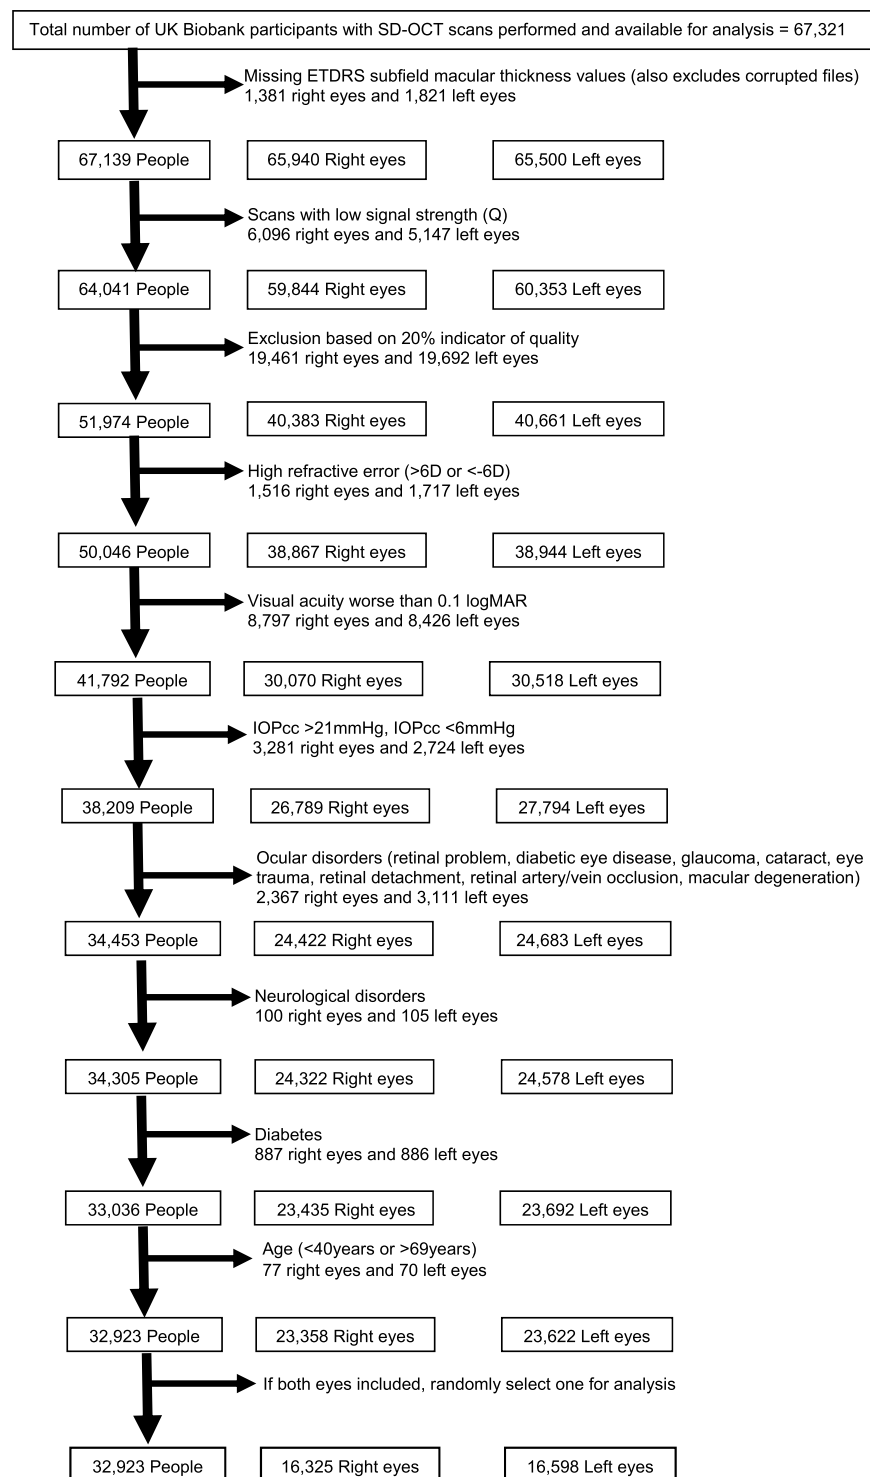 Total number of UK Biobank participants with SD-OCT scans performed and available for analysis = 67,321
Missing ETDRS subfield macular thickness values (also excludes corrupted files)
1,381 right eyes and 1,821 left eyes
67,139 People 65,940 Right eyes 65,500 Left eyes
Scans with low signal strength (Q)
6,096 right eyes and 5,147 left eyes
64,041 People 59,844 Right eyes 60,353 Left eyes
Exclusion based on 20% indicator of quality
19,461 right eyes and 19,692 left eyes
51,974 People 40,383 Right eyes 40,661 Left eyes
High refractive error (>6D or <-6D)
1,516 right eyes and 1,717 left eyes
50,046 People 38,867 Right eyes 38,944 Left eyes
Visual acuity worse than 0.1 logMAR
8,797 right eyes and 8,426 left eyes
41,792 People 30,070 Right eyes 30,518 Left eyes
IOPcc >21mmHg, IOPcc <6mmHg
3,281 right eyes and 2,724 left eyes
38,209 People 26,789 Right eyes 27,794 Left eyes
Ocular disorders (retinal problem, diabetic eye disease, glaucoma, cataract, eye
trauma, retinal detachment, retinal artery/vein occlusion, macular degeneration)
2,367 right eyes and 3,111 left eyes
34,453 People 24,422 Right eyes 24,683 Left eyes
Neurological disorders
100 right eyes and 105 left eyes
34,305 People 24,322 Right eyes 24,578 Left eyes
Diabetes
887 right eyes and 886 left eyes
33,036 People 23,435 Right eyes 23,692 Left eyes
Age (<40years or >69years)
77 right eyes and 70 left eyes
32,923 People 23,358 Right eyes 23,622 Left eyes
If both eyes included, randomly select one for analysis
32,923 People 16,325 Right eyes 16,598 Left eyes